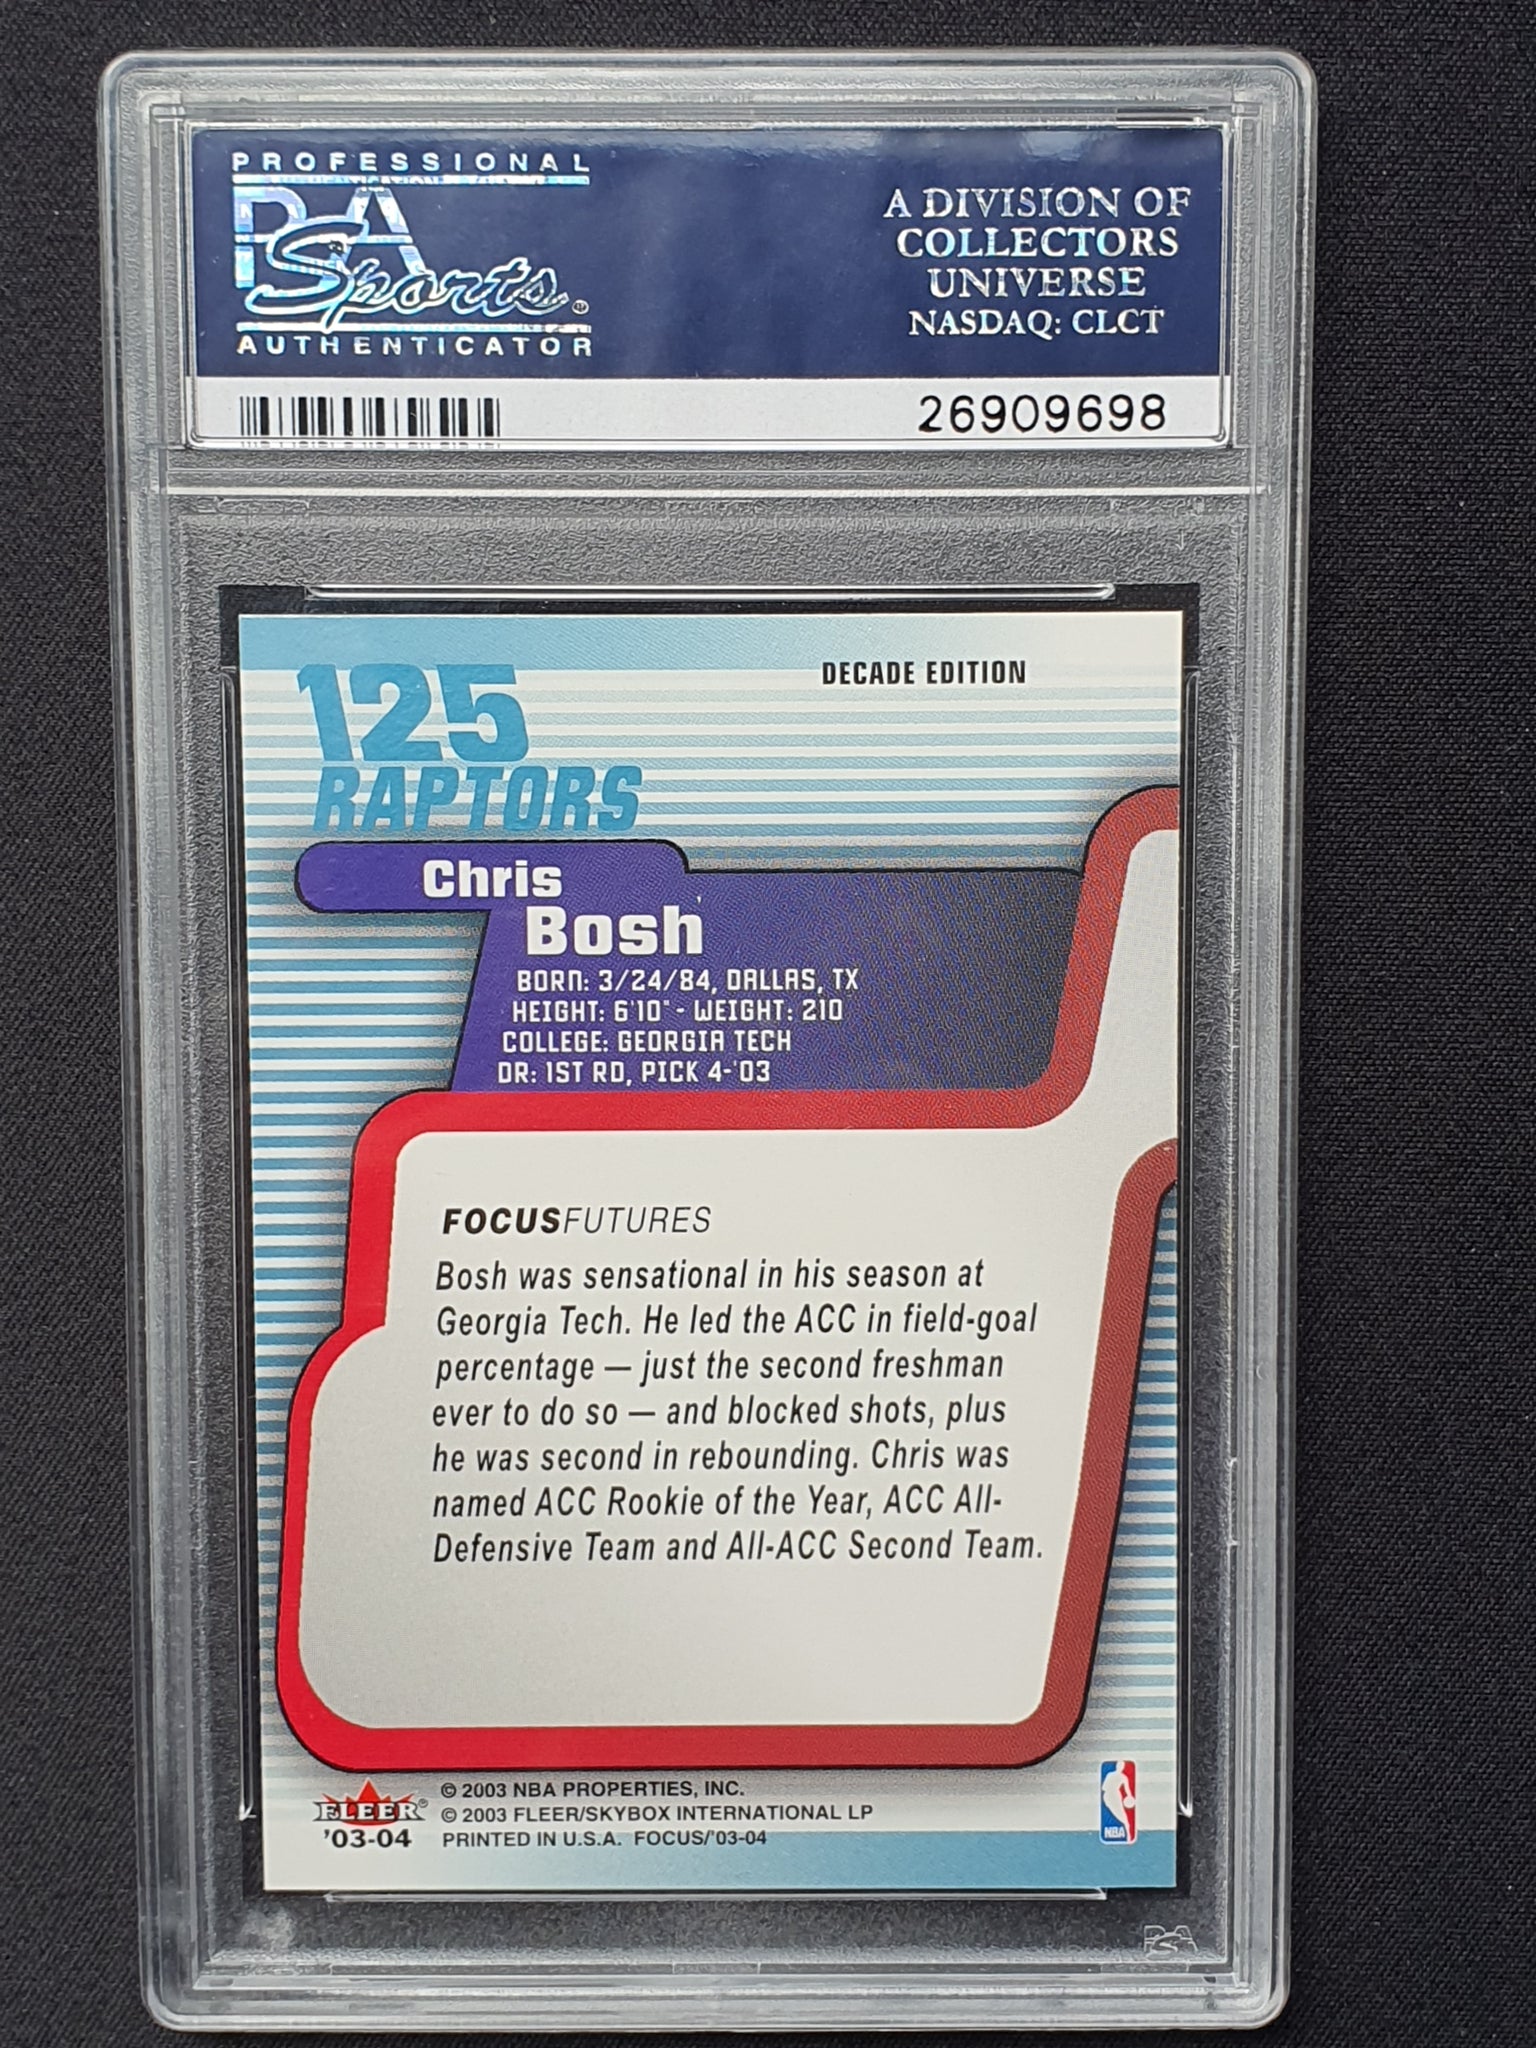 PROFESSIONAL
PSA
Sports
AUTHENTICATOR
A DIVISION OF
COLLECTORS
UNIVERSE
NASDAQ: CLCT
26909698
125
RAPTORS
DECADE EDITION
Chris
Bosh
BORN: 3/24/84, DALLAS, TX
HEIGHT: 6'10" - WEIGHT: 210
COLLEGE: GEORGIA TECH
DR: 1ST RD, PICK 4-'03
FOCUSFUTURES
Bosh was sensational in his season at
Georgia Tech. He led the ACC in field-goal
percentage — just the second freshman
ever to do so — and blocked shots, plus
he was second in rebounding. Chris was
named ACC Rookie of the Year, ACC All-
Defensive Team and All-ACC Second Team.
FLEER®
'03-04
© 2003 NBA PROPERTIES, INC.
© 2003 FLEER/SKYBOX INTERNATIONAL LP
PRINTED IN U.S.A. FOCUS/'03-04
NBA
PSA